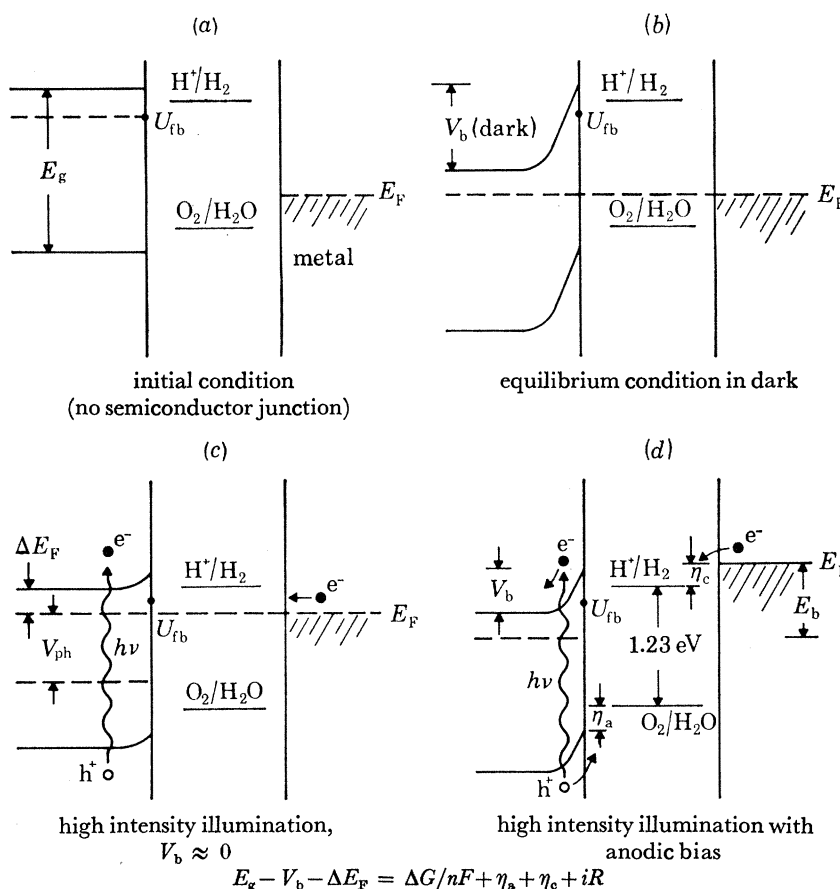 (a)
H⁺/H₂
U_fb
E_g
E_F
O₂/H₂O
metal
initial condition
(no semiconductor junction)
(b)
H⁺/H₂
V_b (dark)
U_fb
E_F
O₂/H₂O
equilibrium condition in dark
(c)
e⁻
ΔE_F
H⁺/H₂
e⁻
E_F
U_fb
V_ph
hν
O₂/H₂O
h⁺
high intensity illumination,
V_b ≈ 0
(d)
e⁻
e⁻
H⁺/H₂
η_c
V_b
E_b
U_fb
1.23 eV
hν
η_a
O₂/H₂O
h⁺
high intensity illumination with
anodic bias
E_g − V_b − ΔE_F = ΔG/nF + η_a + η_c + iR